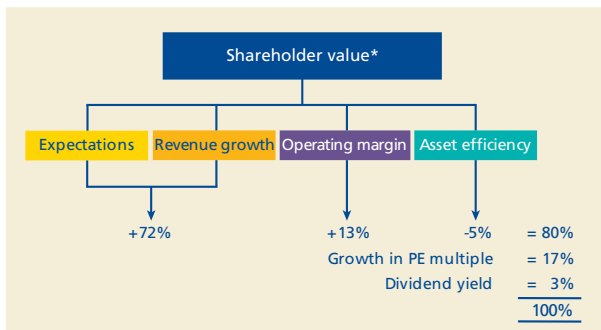 Shareholder value*
Expectations Revenue growth Operating margin Asset efficiency
+72% +13% -5% = 80%
Growth in PE multiple = 17%
Dividend yield = 3%
100%